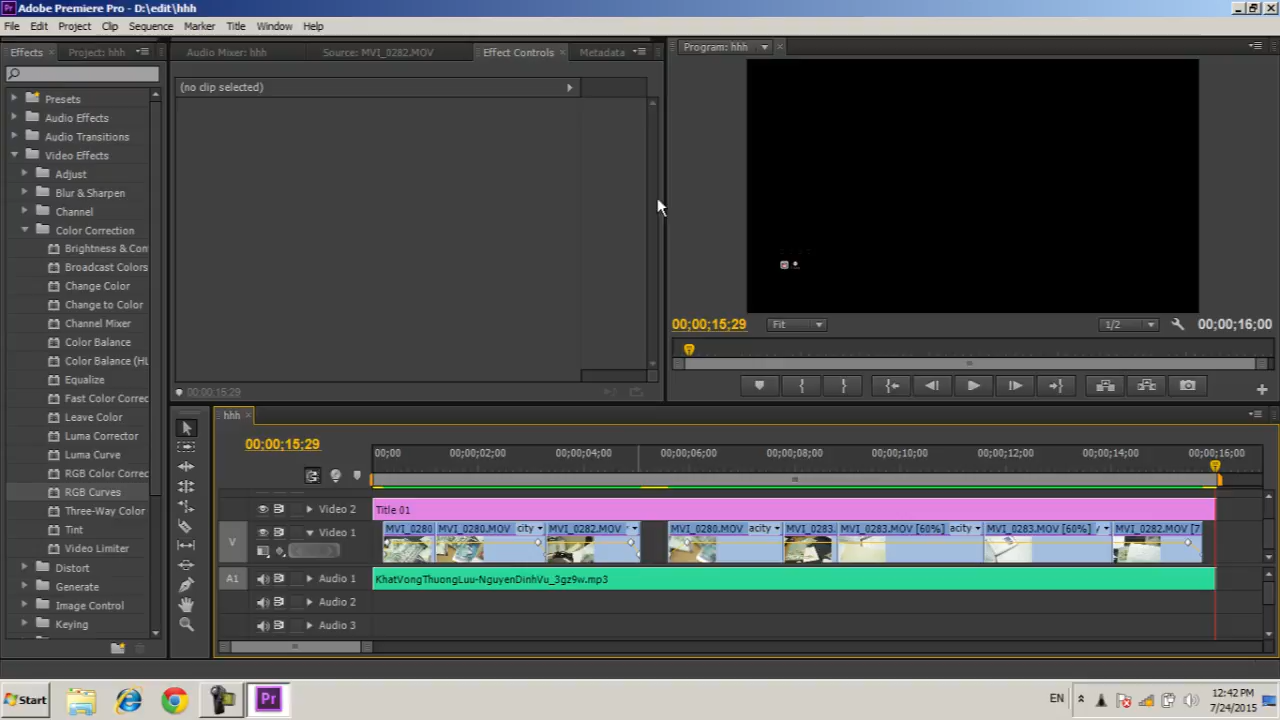 Adobe Premiere Pro - D:\edit\hhh
File Edit Project Clip Sequence Marker Title Window Help
Effects Project: hhh
Audio Mixer: hhh Source: MVI_0282.MOV Effect Controls Metadata
Program: hhh
(no clip selected)
Presets
Audio Effects
Audio Transitions
Video Effects
Adjust
Blur & Sharpen
Channel
Color Correction
Brightness & Con
Broadcast Colors
Change Color
Change to Color
Channel Mixer
Color Balance
Color Balance (HL
Equalize
Fast Color Correc
Leave Color
Luma Corrector
Luma Curve
RGB Color Correc
RGB Curves
Three-Way Color
Tint
Video Limiter
Distort
Generate
Image Control
Keying
00:00:15:29
00;00;15;29 Fit 1/2 00;00;16;00
hhh
00;00;15;29
00;00 00;00;02;00 00;00;04;00 00;00;06;00 00;00;08;00 00;00;10;00 00;00;12;00 00;00;14;00 00;00;16;00
Video 2 Title 01
V Video 1 MVI_0280 MVI_0280.MOV city MVI_0282.MOV MVI_0280.MOV acity MVI_0283. MVI_0283.MOV [60%] acity MVI_0283.MOV [60%] MVI_0282.MOV [7
A1 Audio 1 KhatVongThuongLuu-NguyenDinhVu_3gz9w.mp3
Audio 2
Audio 3
Start Pr EN 12:42 PM
7/24/2015